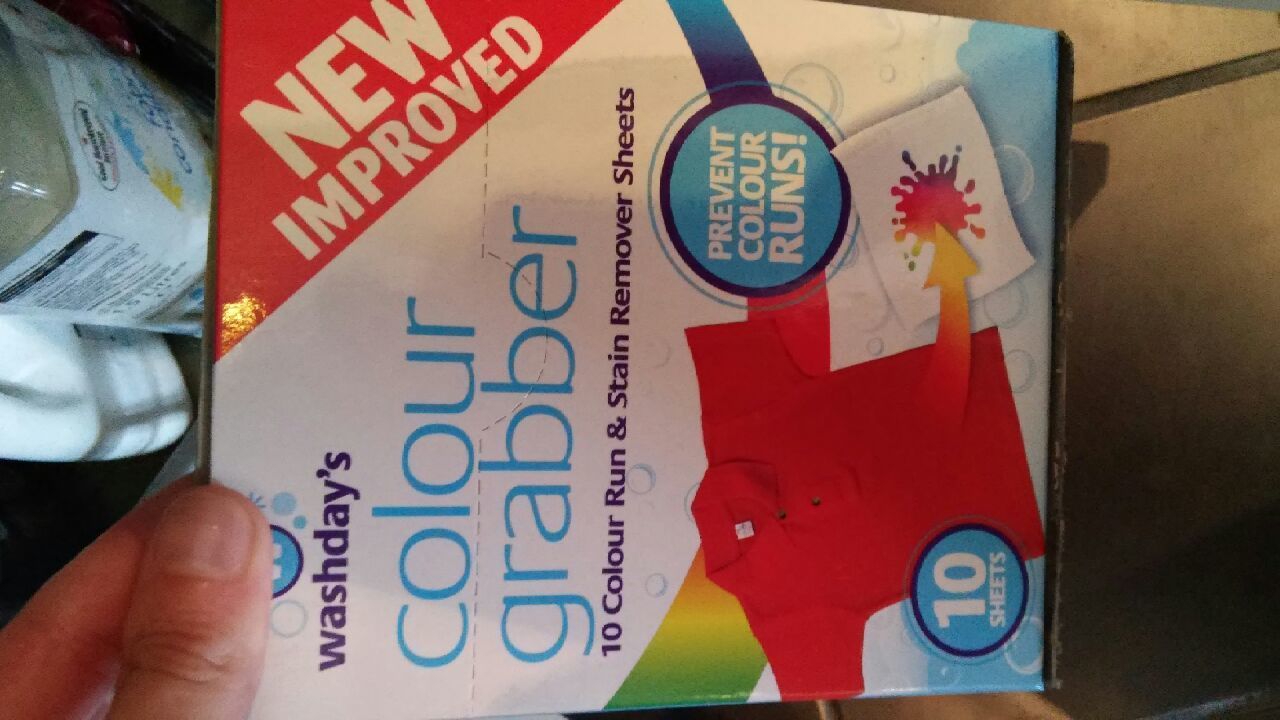 NEW
IMPROVED
washday's
colour
grabber
10 Colour Run & Stain Remover Sheets
PREVENT
COLOUR
RUNS!
10
SHEETS